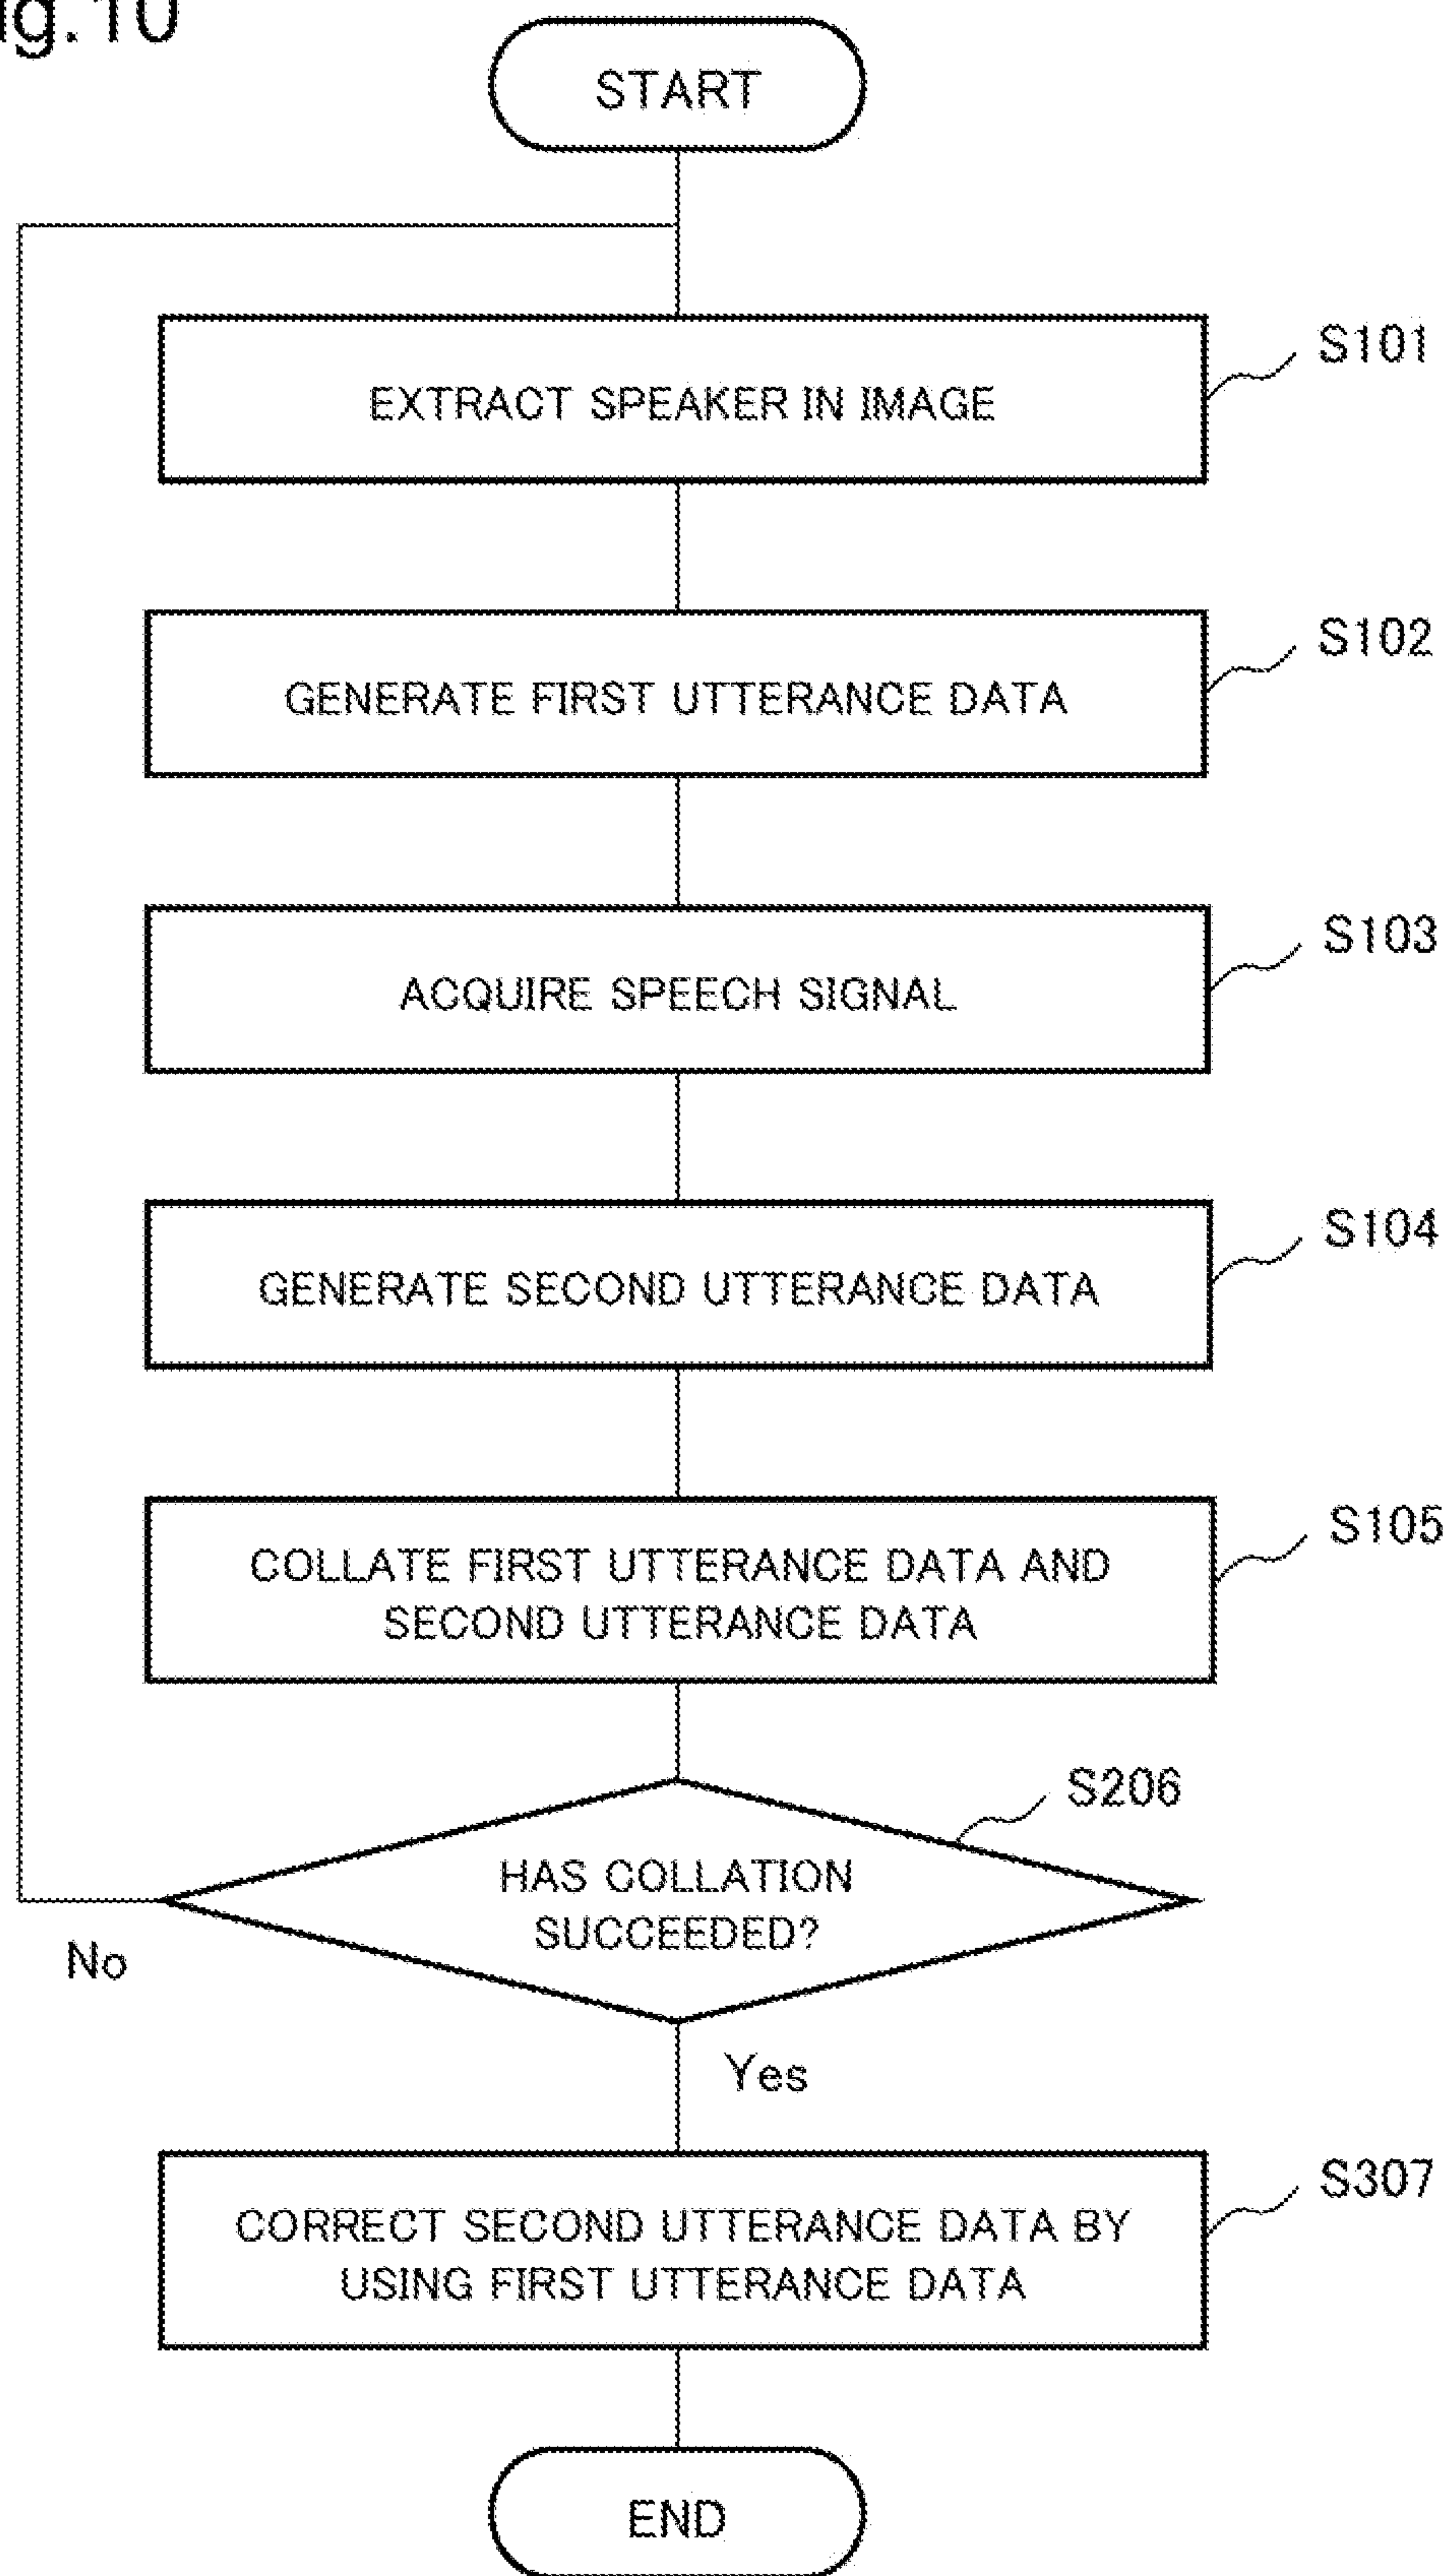 ig.10
START
EXTRACT SPEAKER IN IMAGE
S101
GENERATE FIRST UTTERANCE DATA
S102
ACQUIRE SPEECH SIGNAL
S103
GENERATE SECOND UTTERANCE DATA
S104
COLLATE FIRST UTTERANCE DATA AND
SECOND UTTERANCE DATA
S105
HAS COLLATION
SUCCEEDED?
S206
No
Yes
CORRECT SECOND UTTERANCE DATA BY
USING FIRST UTTERANCE DATA
S307
END